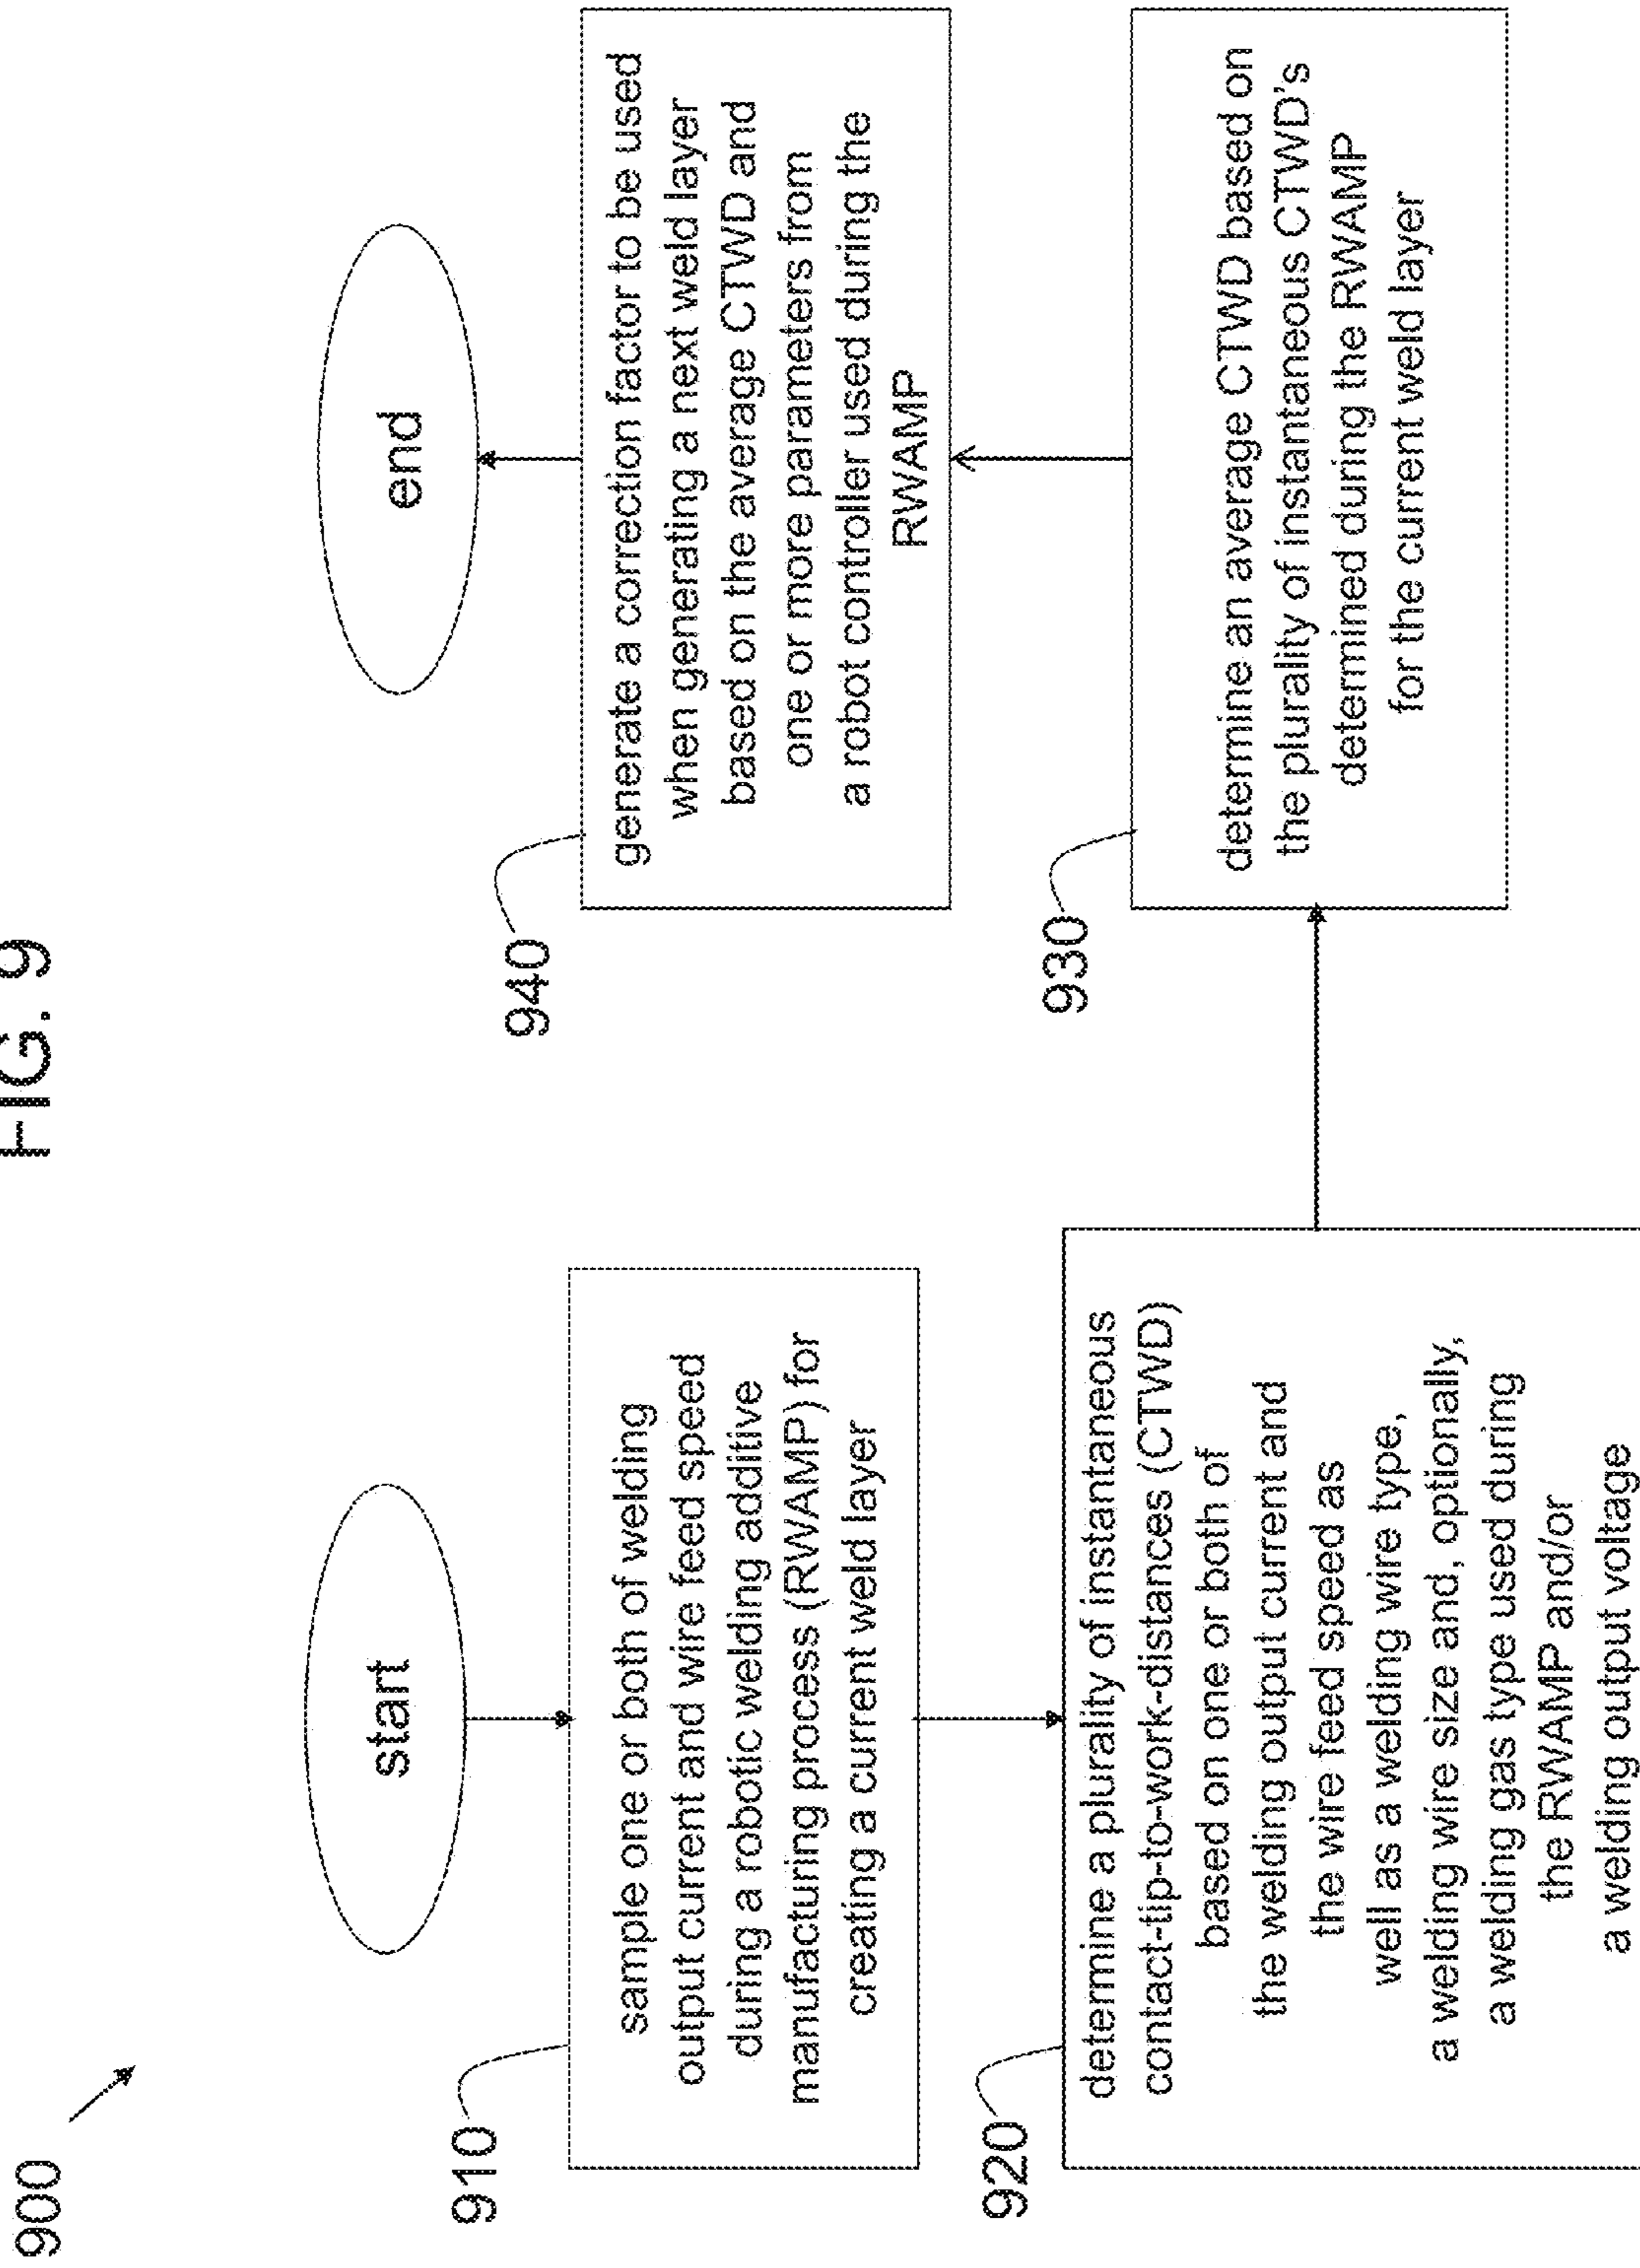 FIG. 9
900
start
910
sample one or both of welding
output current and wire feed speed
during a robotic welding additive
manufacturing process (RWAMP) for
creating a current weld layer
920
determine a plurality of instantaneous
contact-tip-to-work-distances (CTWD)
based on one or both of
the welding output current and
the wire feed speed as
well as a welding wire type,
a welding wire size and, optionally,
a welding gas type used during
the RWAMP and/or
a welding output voltage
930
determine an average CTWD based on
the plurality of instantaneous CTWD's
determined during the RWAMP
for the current weld layer
940
generate a correction factor to be used
when generating a next weld layer
based on the average CTWD and
one or more parameters from
a robot controller used during the
RWAMP
end